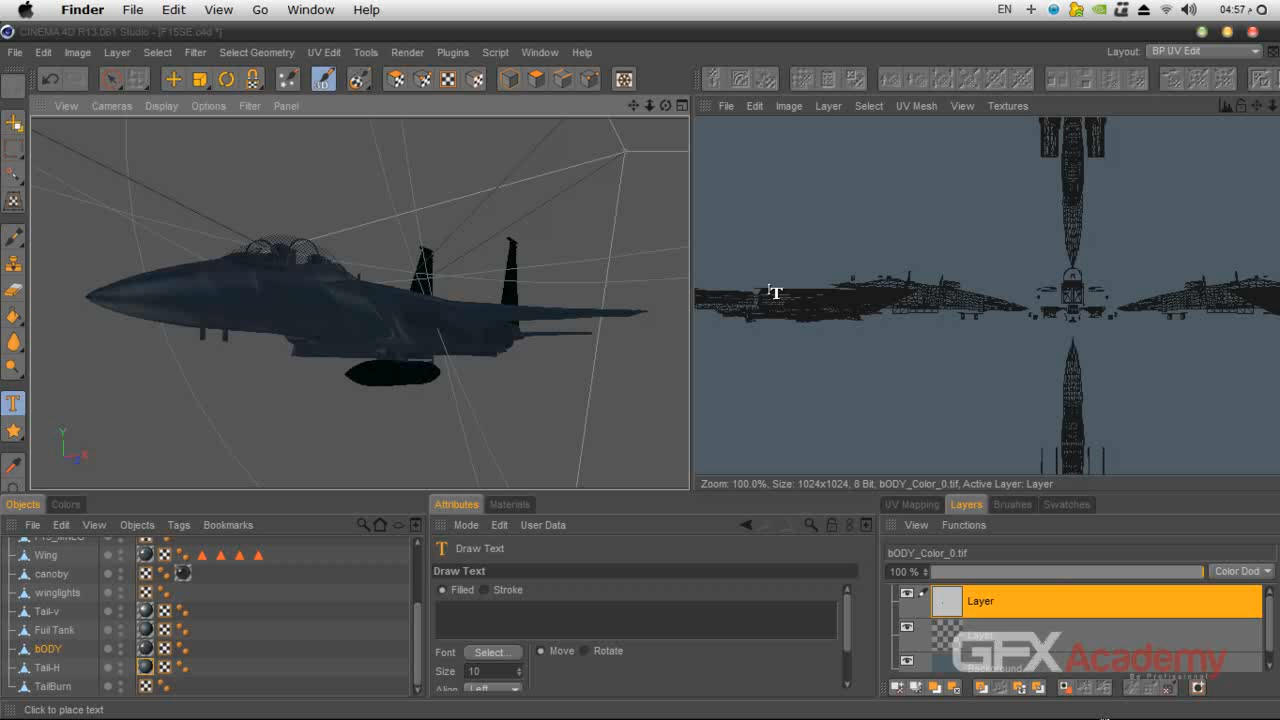 Finder File Edit View Go Window Help EN 04:57 م
CINEMA 4D R13.061 Studio - [F15SE.c4d *]
File Edit Image Layer Select Filter Select Geometry UV Edit Tools Render Plugins Script Window Help Layout: BP UV Edit
View Cameras Display Options Filter Panel
File Edit Image Layer Select UV Mesh View Textures
Y
X
Zoom: 100.0%, Size: 1024x1024, 8 Bit, bODY_Color_0.tif, Active Layer: Layer
Objects Colors
File Edit View Objects Tags Bookmarks
Wing
canoby
winglights
Tail-v
Fuil Tank
bODY
Tail-H
TailBurn
Attributes Materials
Mode Edit User Data
Draw Text
Draw Text
Filled Stroke
Font Select... Move Rotate
Size 10
Align Left
UV Mapping Layers Brushes Swatches
View Functions
bODY_Color_0.tif
100 % Color Dod
Layer
Layer
Background
GFX Academy
Be Professional
Click to place text